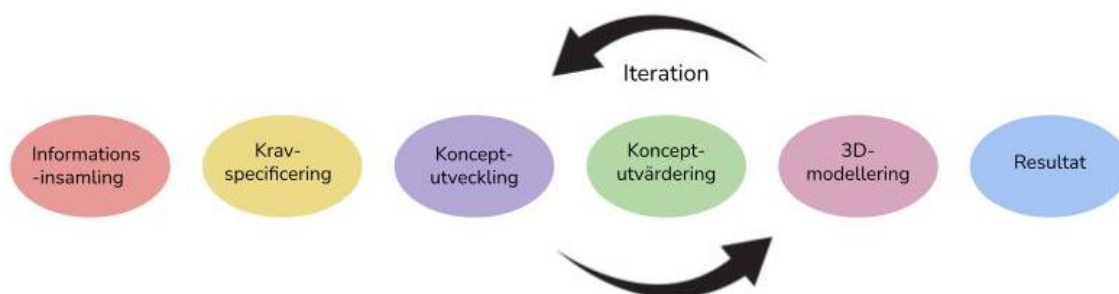 Iteration
Informations
-insamling
Krav-
specificering
Koncept-
utveckling
Koncept-
utvärdering
3D-
modellering
Resultat